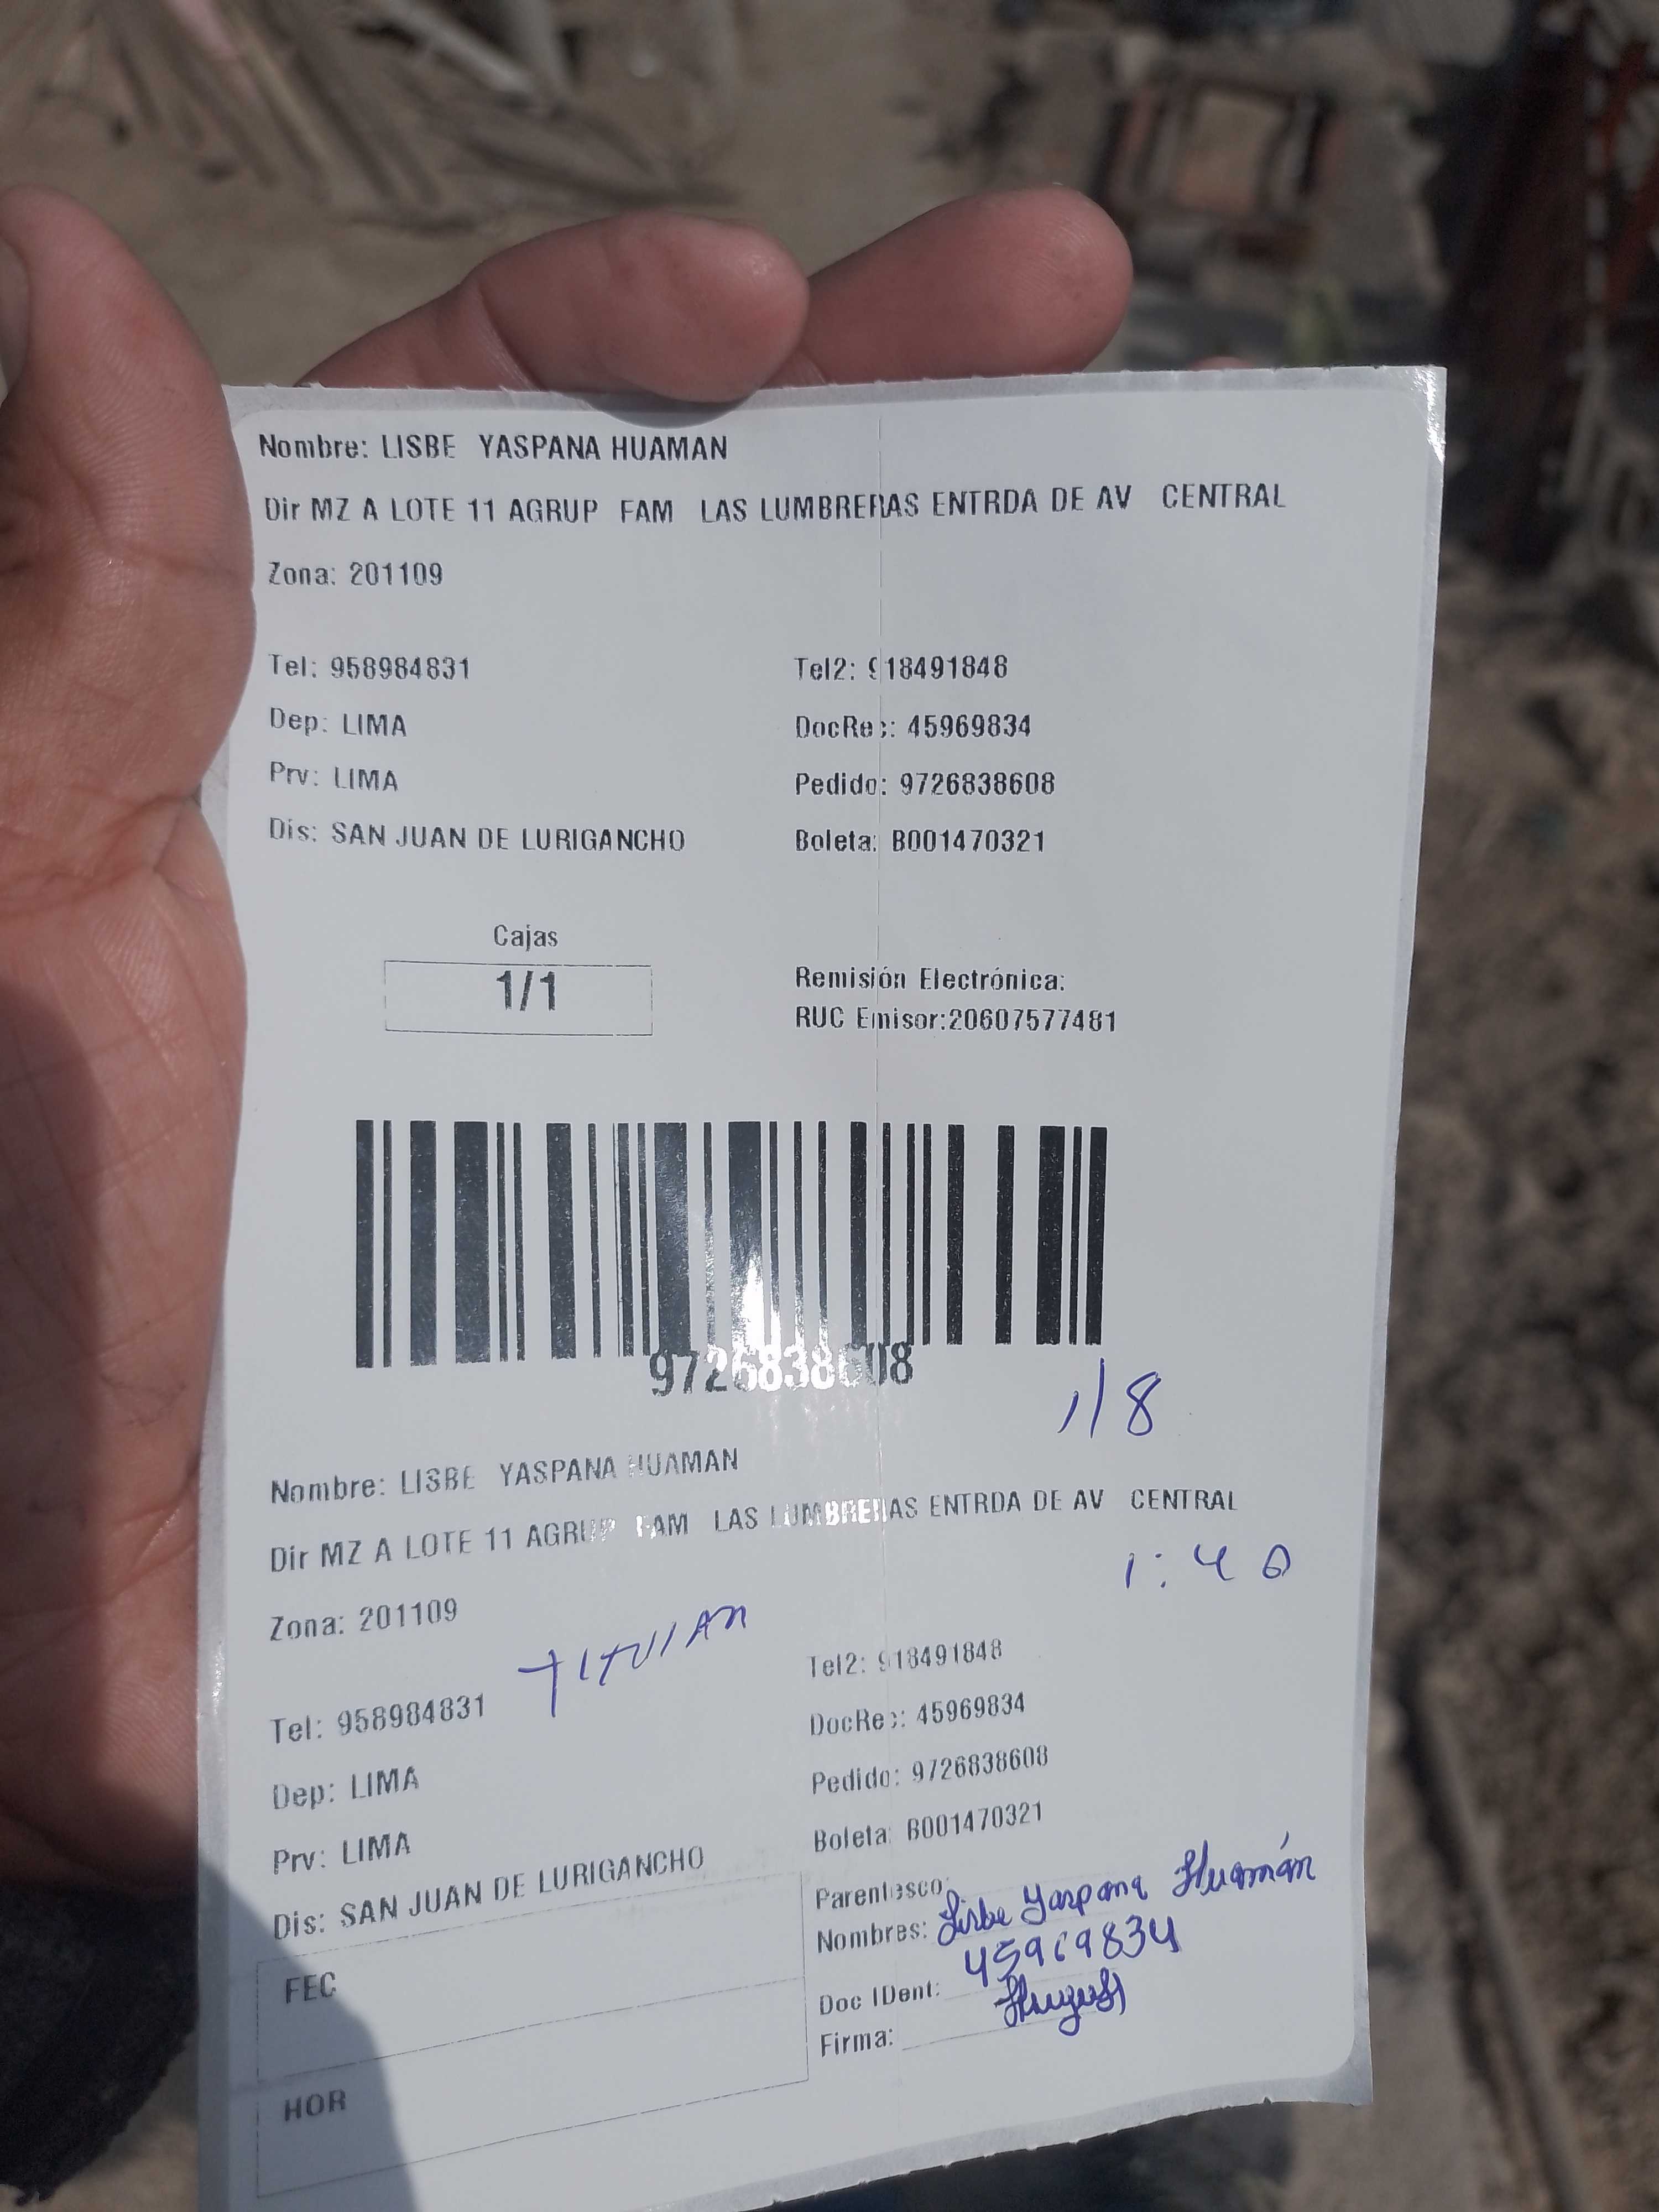 Nombre: LISBE YASPANA HUAMAN
Dir MZ A LOTE 11 AGRUP FAM LAS LUMBRERAS ENTRDA DE AV CENTRAL
Zona: 201109
Tel: 958984831 Tel2: 918491848
Dep: LIMA DocRec: 45969834
Prv: LIMA Pedido: 9726838608
Dis: SAN JUAN DE LURIGANCHO Boleta: B001470321
Cajas
1/1
Remisión Electrónica:
RUC Emisor:20607577481
9726838608
1/8
Nombre: LISBE YASPANA HUAMAN
Dir MZ A LOTE 11 AGRUP FAM LAS LUMBRERAS ENTRDA DE AV CENTRAL
1:40
Zona: 201109
TITULAR
Tel: 958984831 Tel2: 918491848
Dep: LIMA DocRec: 45969834
Prv: LIMA Pedido: 9726838608
Dis: SAN JUAN DE LURIGANCHO Boleta: B001470321
Parentesco:
Nombres: Lisbe Yaspana Huamán
Doc IDent: 45969834
Firma:
FEC
HOR